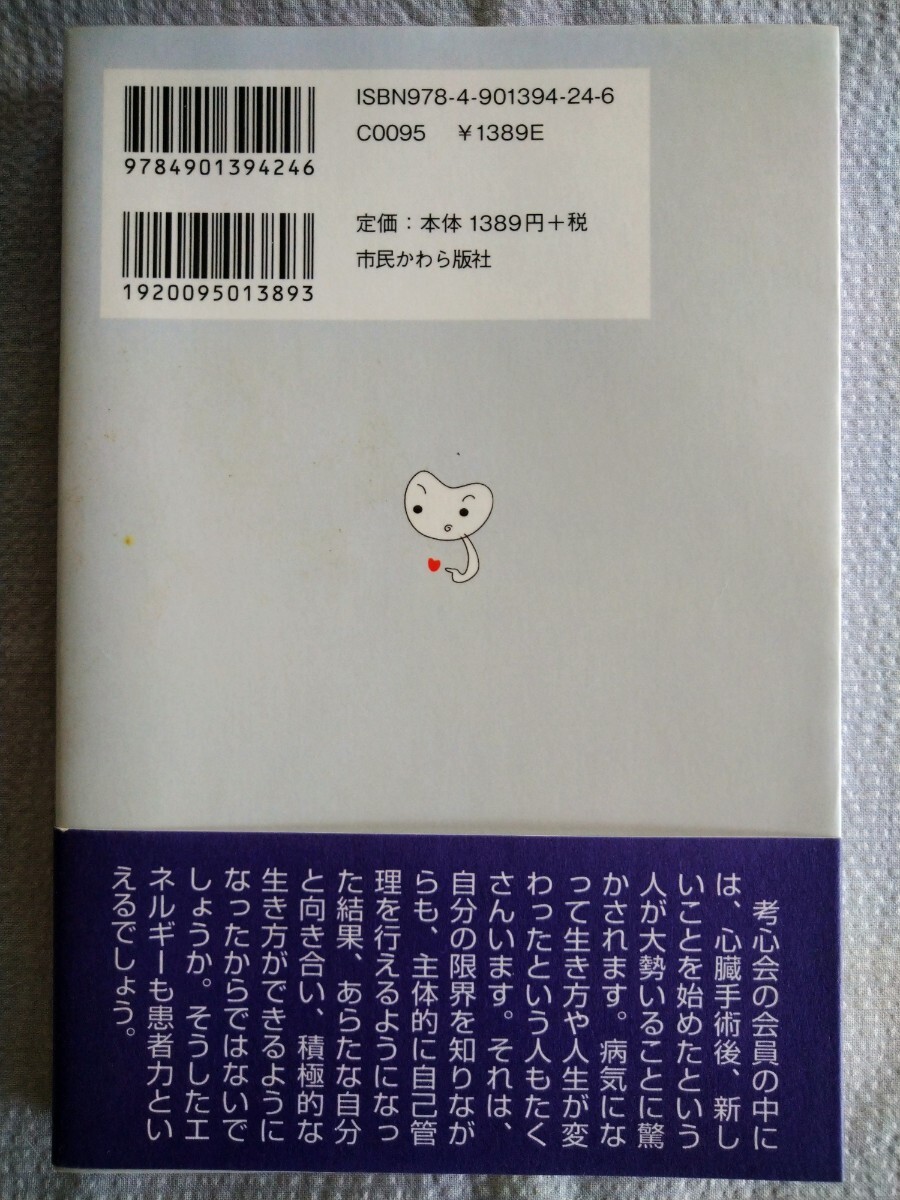 ISBN978-4-901394-24-6
C0095 ¥1389E
9784901394246
定価：本体1389円＋税
市民かわら版社
1920095013893
考心会の会員の中に
は、心臓手術後、新し
いことを始めたという
人が大勢いることに驚
かされます。病気にな
って生き方や人生が変
わったという人もたく
さんいます。それは、
自分の限界を知りなが
らも、主体的に自己管
理を行えるようになっ
た結果、あらたな自分
と向き合い、積極的な
生き方ができるように
なったからではないで
しょうか。そうしたエ
ネルギーも患者力とい
えるでしょう。